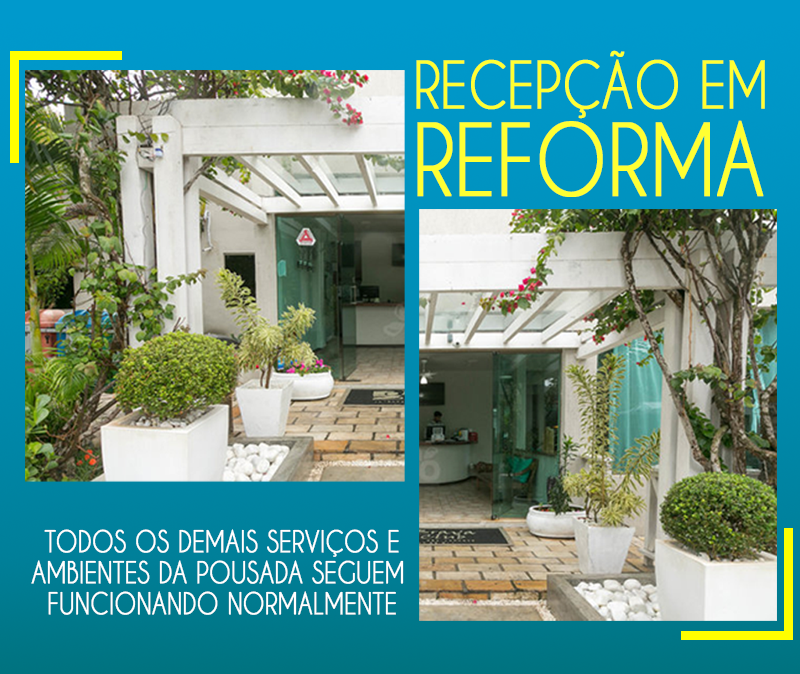 RECEPÇÃO EM
REFORMA
TODOS OS DEMAIS SERVIÇOS E
AMBIENTES DA POUSADA SEGUEM
FUNCIONANDO NORMALMENTE